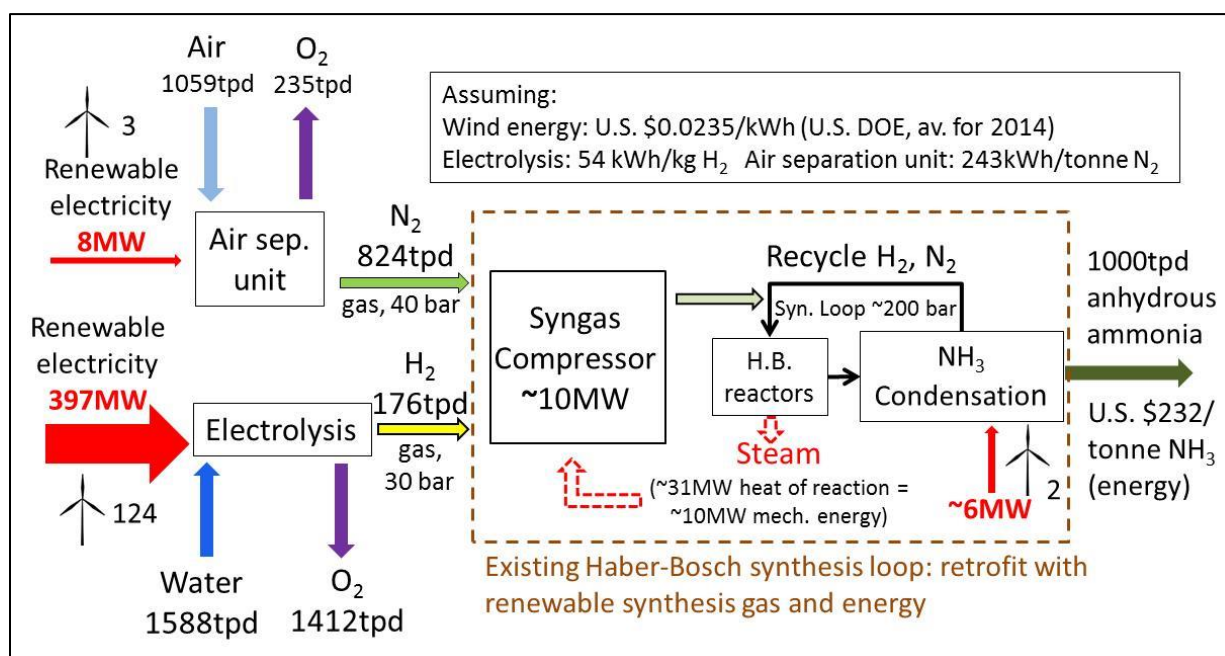 Air
1059tpd
O₂
235tpd
Assuming:
Wind energy: U.S. $0.0235/kWh (U.S. DOE, av. for 2014)
Electrolysis: 54 kWh/kg H₂ Air separation unit: 243kWh/tonne N₂
3
Renewable
electricity
8MW
Air sep.
unit
N₂
824tpd
gas, 40 bar
Renewable
electricity
397MW
124
Electrolysis
H₂
176tpd
gas,
30 bar
Water
1588tpd
O₂
1412tpd
Syngas
Compressor
~10MW
Recycle H₂, N₂
Syn. Loop ~200 bar
H.B.
reactors
NH₃
Condensation
Steam
(~31MW heat of reaction =
~10MW mech. energy)
~6MW
2
Existing Haber-Bosch synthesis loop: retrofit with
renewable synthesis gas and energy
1000tpd
anhydrous
ammonia
U.S. $232/
tonne NH₃
(energy)